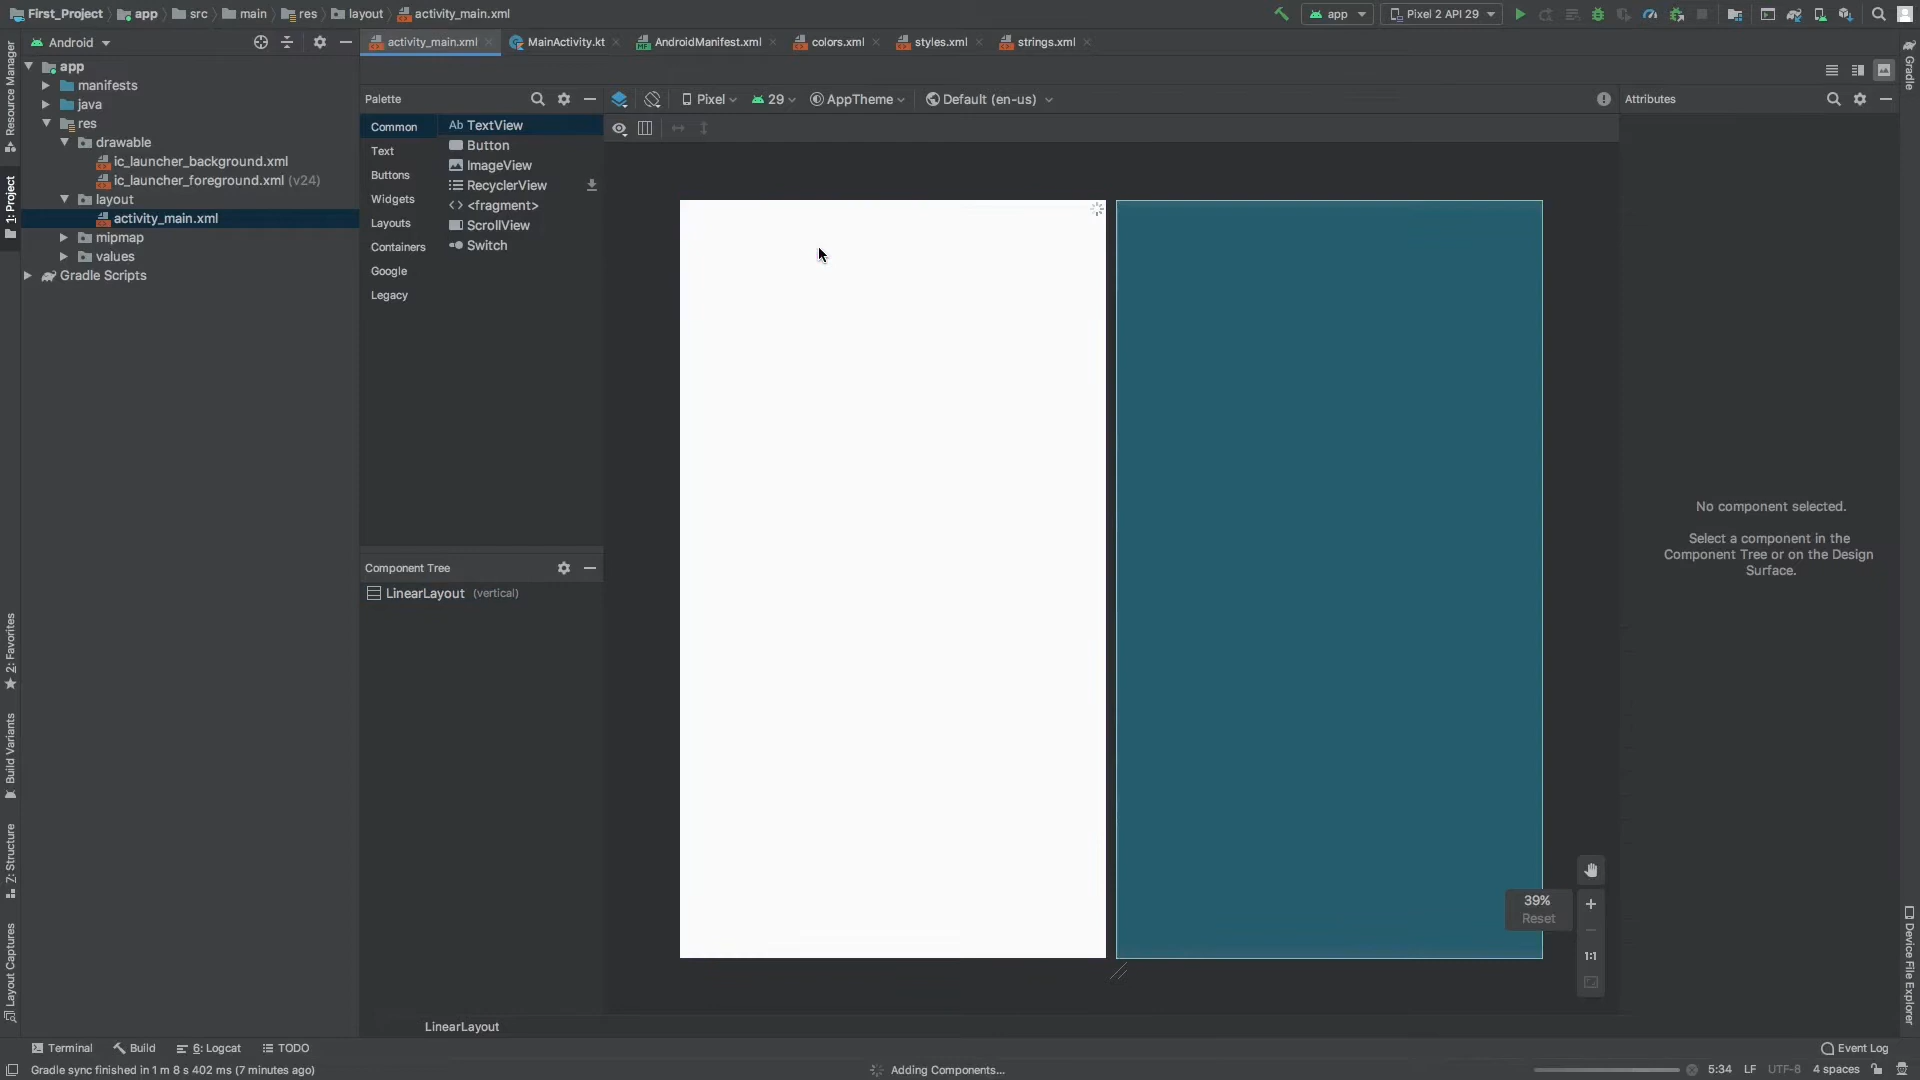 First_Project app src main res layout activity_main.xml app Pixel 2 API 29
Android activity_main.xml MainActivity.kt AndroidManifest.xml colors.xml styles.xml strings.xml
Resource Manager
1: Project
2: Favorites
Build Variants
7: Structure
Layout Captures
app
manifests
java
res
drawable
ic_launcher_background.xml
ic_launcher_foreground.xml (v24)
layout
activity_main.xml
mipmap
values
Gradle Scripts
Palette
Common
Text
Buttons
Widgets
Layouts
Containers
Google
Legacy
Ab TextView
Button
ImageView
RecyclerView
<> <fragment>
ScrollView
Switch
Component Tree
LinearLayout (vertical)
Pixel 29 AppTheme Default (en-us)
39%
Reset
1:1
LinearLayout
Attributes
No component selected.
Select a component in the
Component Tree or on the Design
Surface.
Gradle
Device File Explorer
Terminal Build 6: Logcat TODO Event Log
Gradle sync finished in 1 m 8 s 402 ms (7 minutes ago) Adding Components... 5:34 LF UTF-8 4 spaces